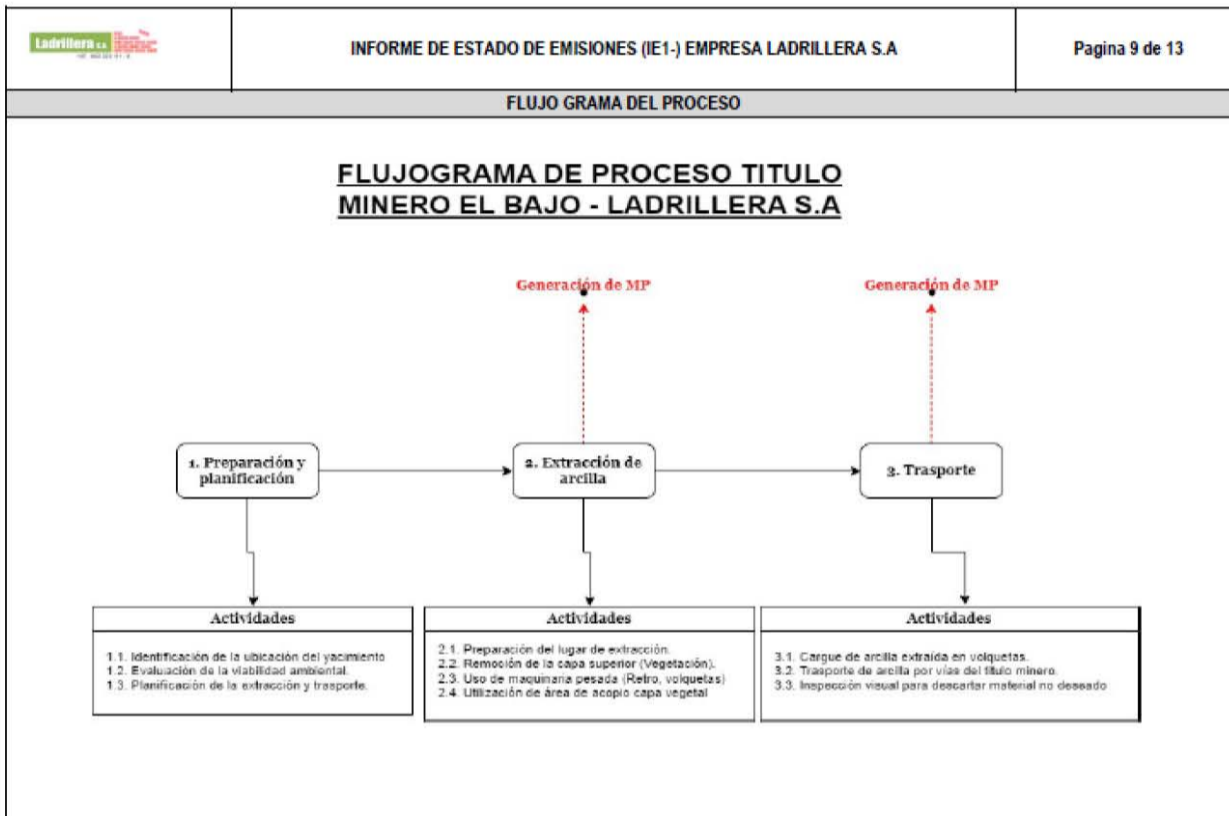 Ladrillera S.A
INFORME DE ESTADO DE EMISIONES (IE1-) EMPRESA LADRILLERA S.A
Pagina 9 de 13
FLUJO GRAMA DEL PROCESO
FLUJOGRAMA DE PROCESO TITULO
MINERO EL BAJO - LADRILLERA S.A
Generación de MP
Generación de MP
1. Preparación y
planificación
2. Extracción de
arcilla
3. Trasporte
Actividades
1.1. Identificación de la ubicación del yacimiento
1.2. Evaluación de la viabilidad ambiental.
1.3. Planificación de la extracción y trasporte.
Actividades
2.1. Preparación del lugar de extracción.
2.2. Remoción de la capa superior (Vegetación).
2.3. Uso de maquinaria pesada (Retro, volquetas)
2.4. Utilización de área de acopio capa vegetal
Actividades
3.1. Cargue de arcilla extraída en volquetas.
3.2. Trasporte de arcilla por vías del título minero.
3.3. Inspección visual para descartar material no deseado